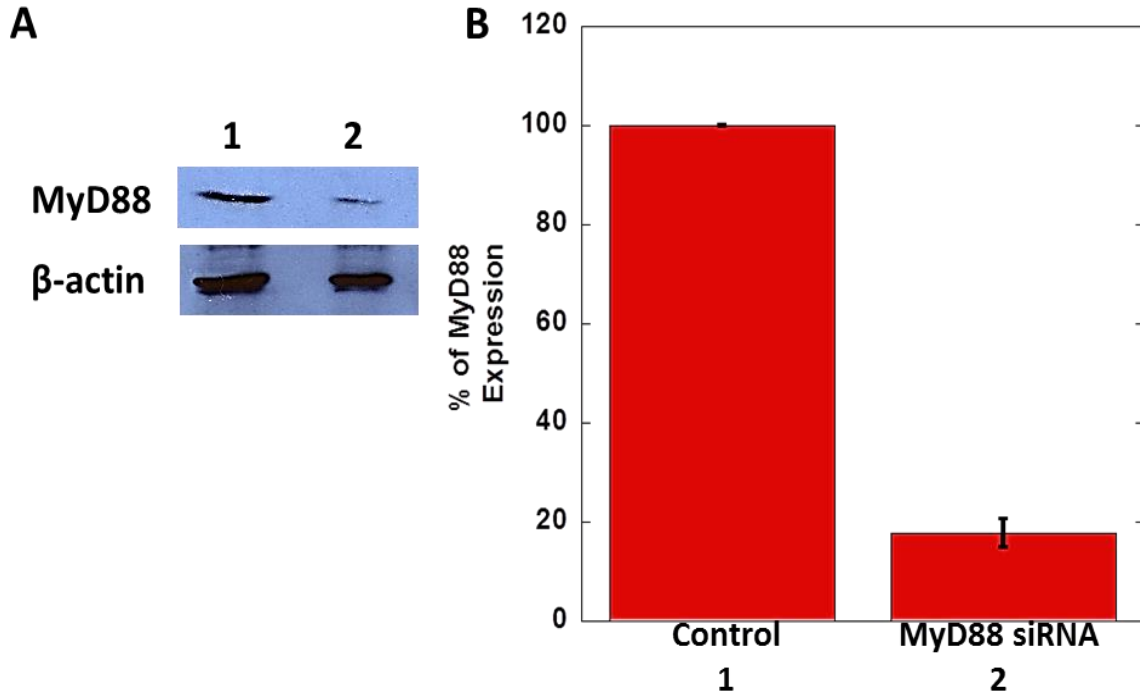 A
1 2
MyD88
β-actin
B
% of MyD88
Expression
120
100
80
60
40
20
0
Control
MyD88 siRNA
1
2